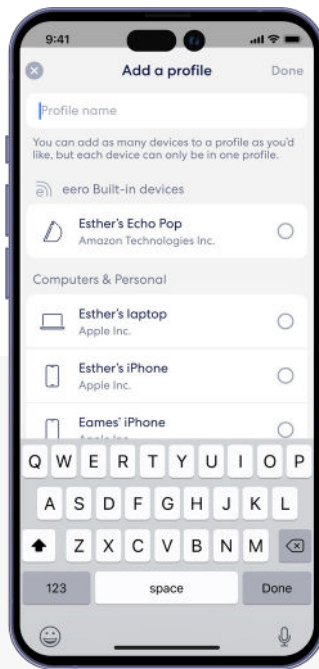 9:41
Add a profile
Done
Profile name
You can add as many devices to a profile as you'd
like, but each device can only be in one profile.
eero Built-in devices
Esther's Echo Pop
Amazon Technologies Inc.
Computers & Personal
Esther's laptop
Apple Inc.
Esther's iPhone
Apple Inc.
Eames' iPhone
Apple Inc.
Q W E R T Y U I O P
A S D F G H J K L
Z X C V B N M
123 space Done